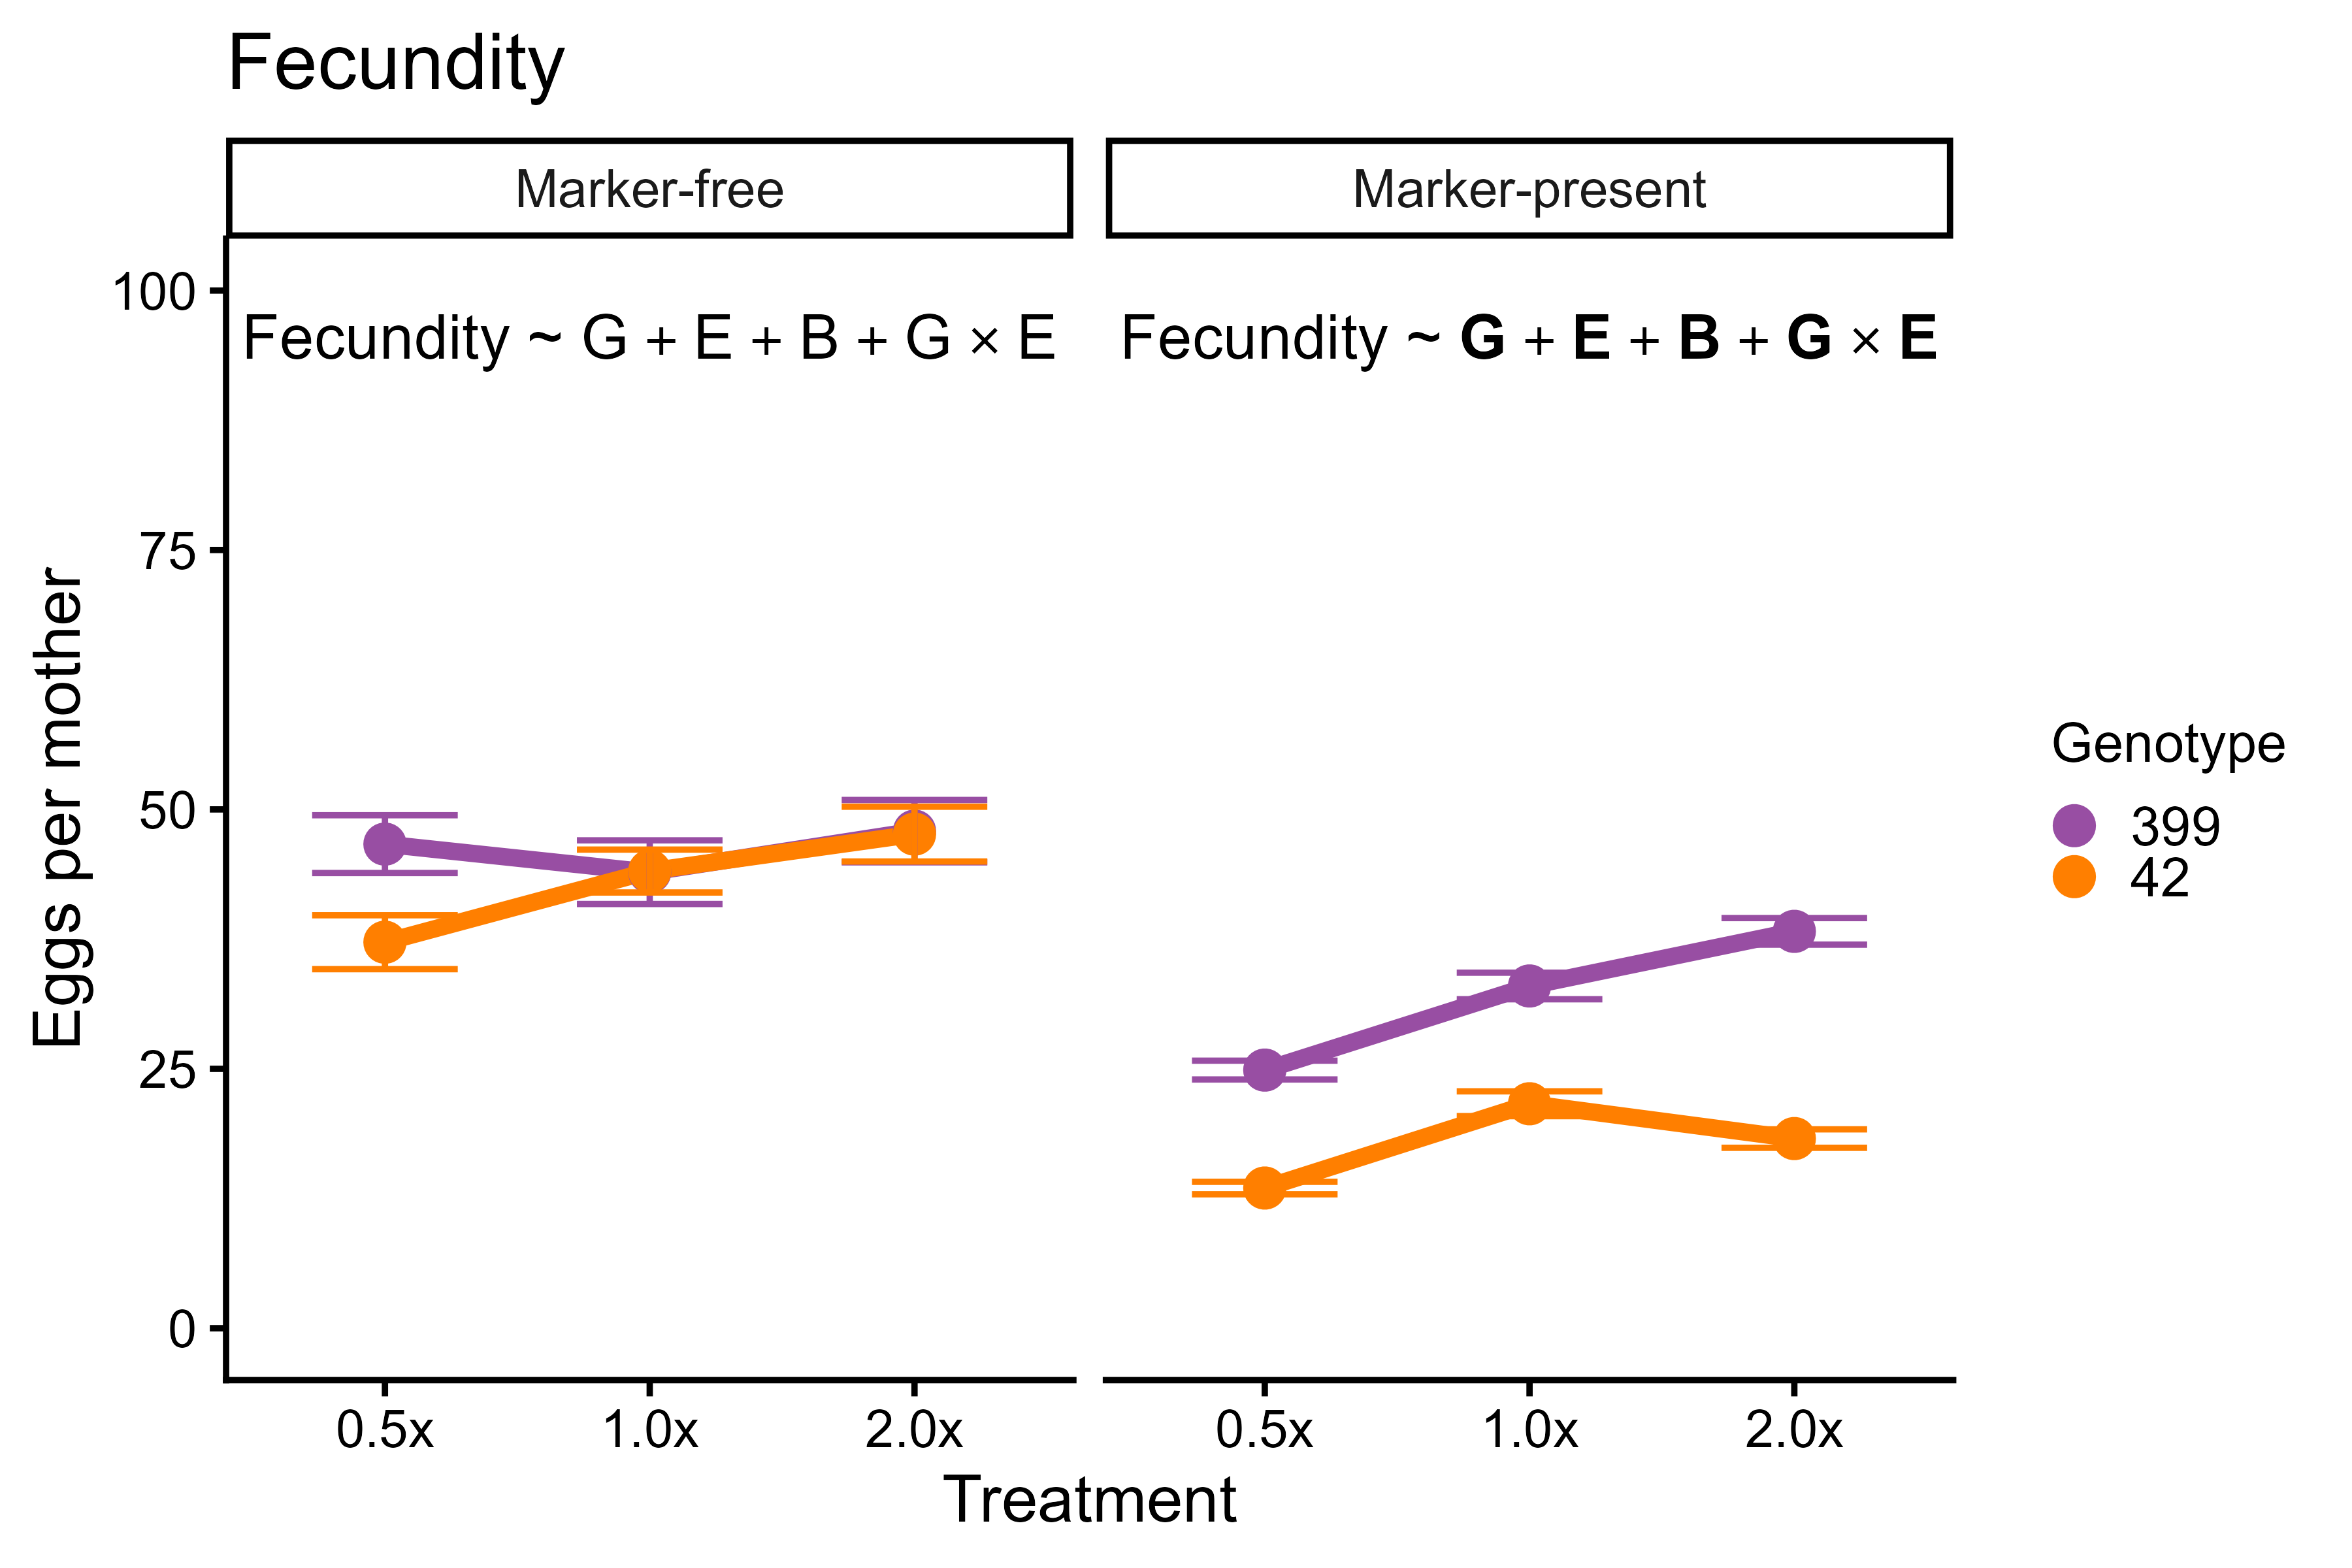 Fecundity
Marker-free
Marker-present
Fecundity ~ G + E + B + G × E
Fecundity ~ G + E + B + G × E
100
75
50
25
0
Eggs per mother
0.5x 1.0x 2.0x
0.5x 1.0x 2.0x
Treatment
Genotype
399
42